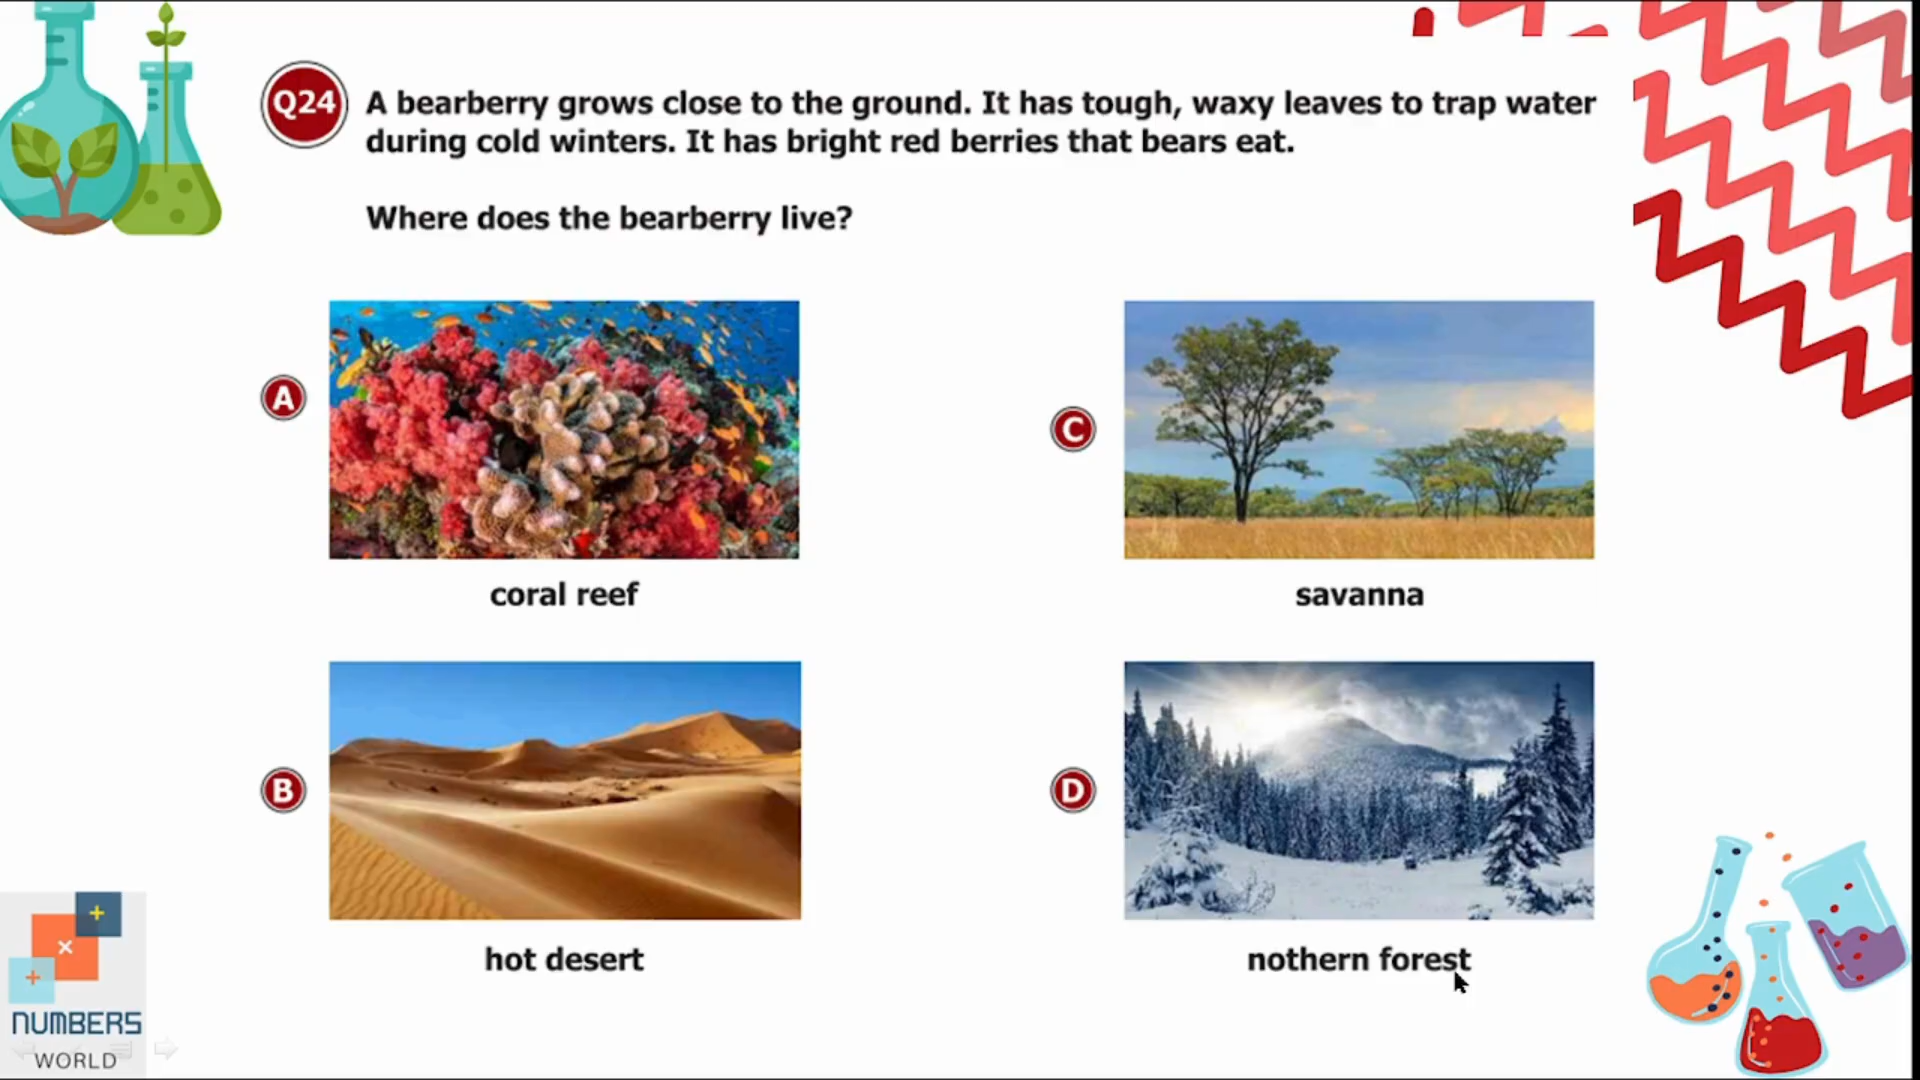 Q24
A bearberry grows close to the ground. It has tough, waxy leaves to trap water
during cold winters. It has bright red berries that bears eat.
Where does the bearberry live?
A
coral reef
C
savanna
B
hot desert
D
nothern forest
NUMBERS
WORLD